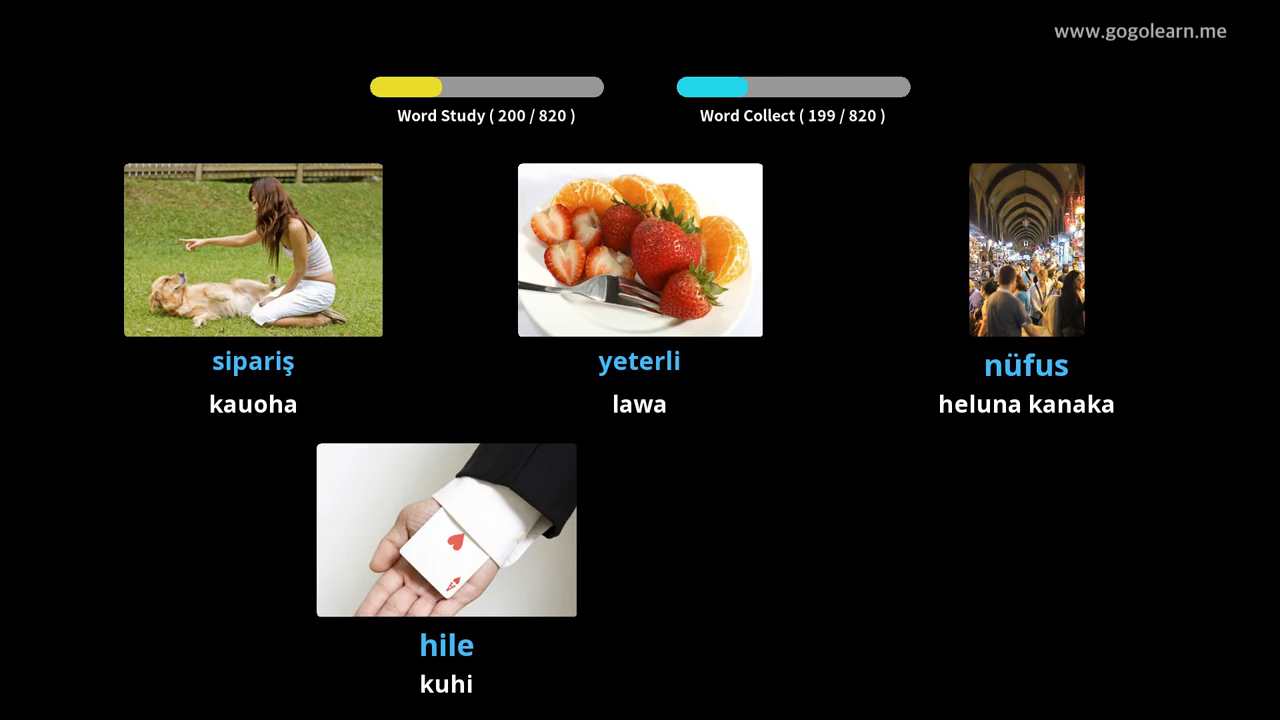 www.gogolearn.me
Word Study ( 200 / 820 )
Word Collect ( 199 / 820 )
sipariş
kauoha
yeterli
lawa
nüfus
heluna kanaka
hile
kuhi